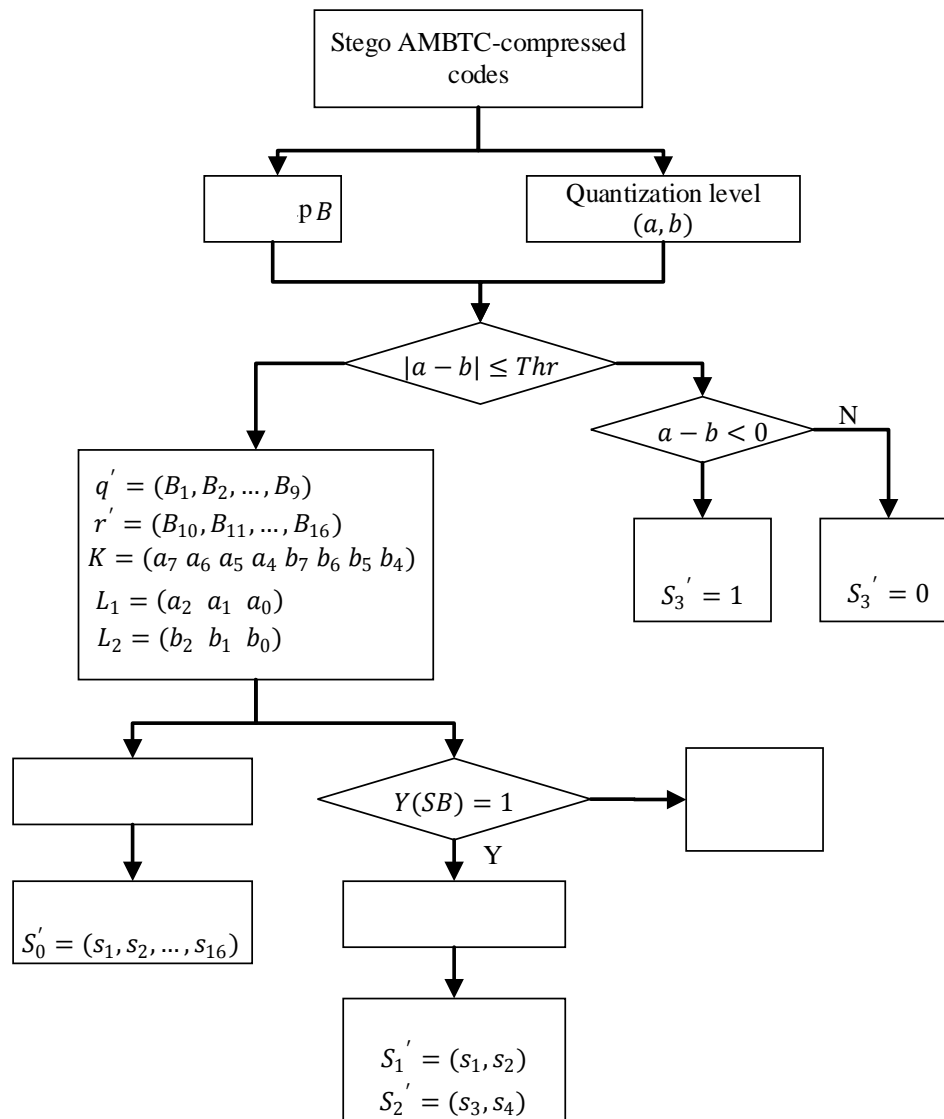 Stego AMBTC-compressed
codes
p B
Quantization level
(a, b)
|a − b| ≤ Thr
a − b < 0
N
q′ = (B₁, B₂, … , B₉)
r′ = (B₁₀, B₁₁, … , B₁₆)
K = (a₇ a₆ a₅ a₄ b₇ b₆ b₅ b₄)
L₁ = (a₂ a₁ a₀)
L₂ = (b₂ b₁ b₀)
S₃′ = 1
S₃′ = 0
Y(SB) = 1
Y
S₀′ = (s₁, s₂, … , s₁₆)
S₁′ = (s₁, s₂)
S₂′ = (s₃, s₄)